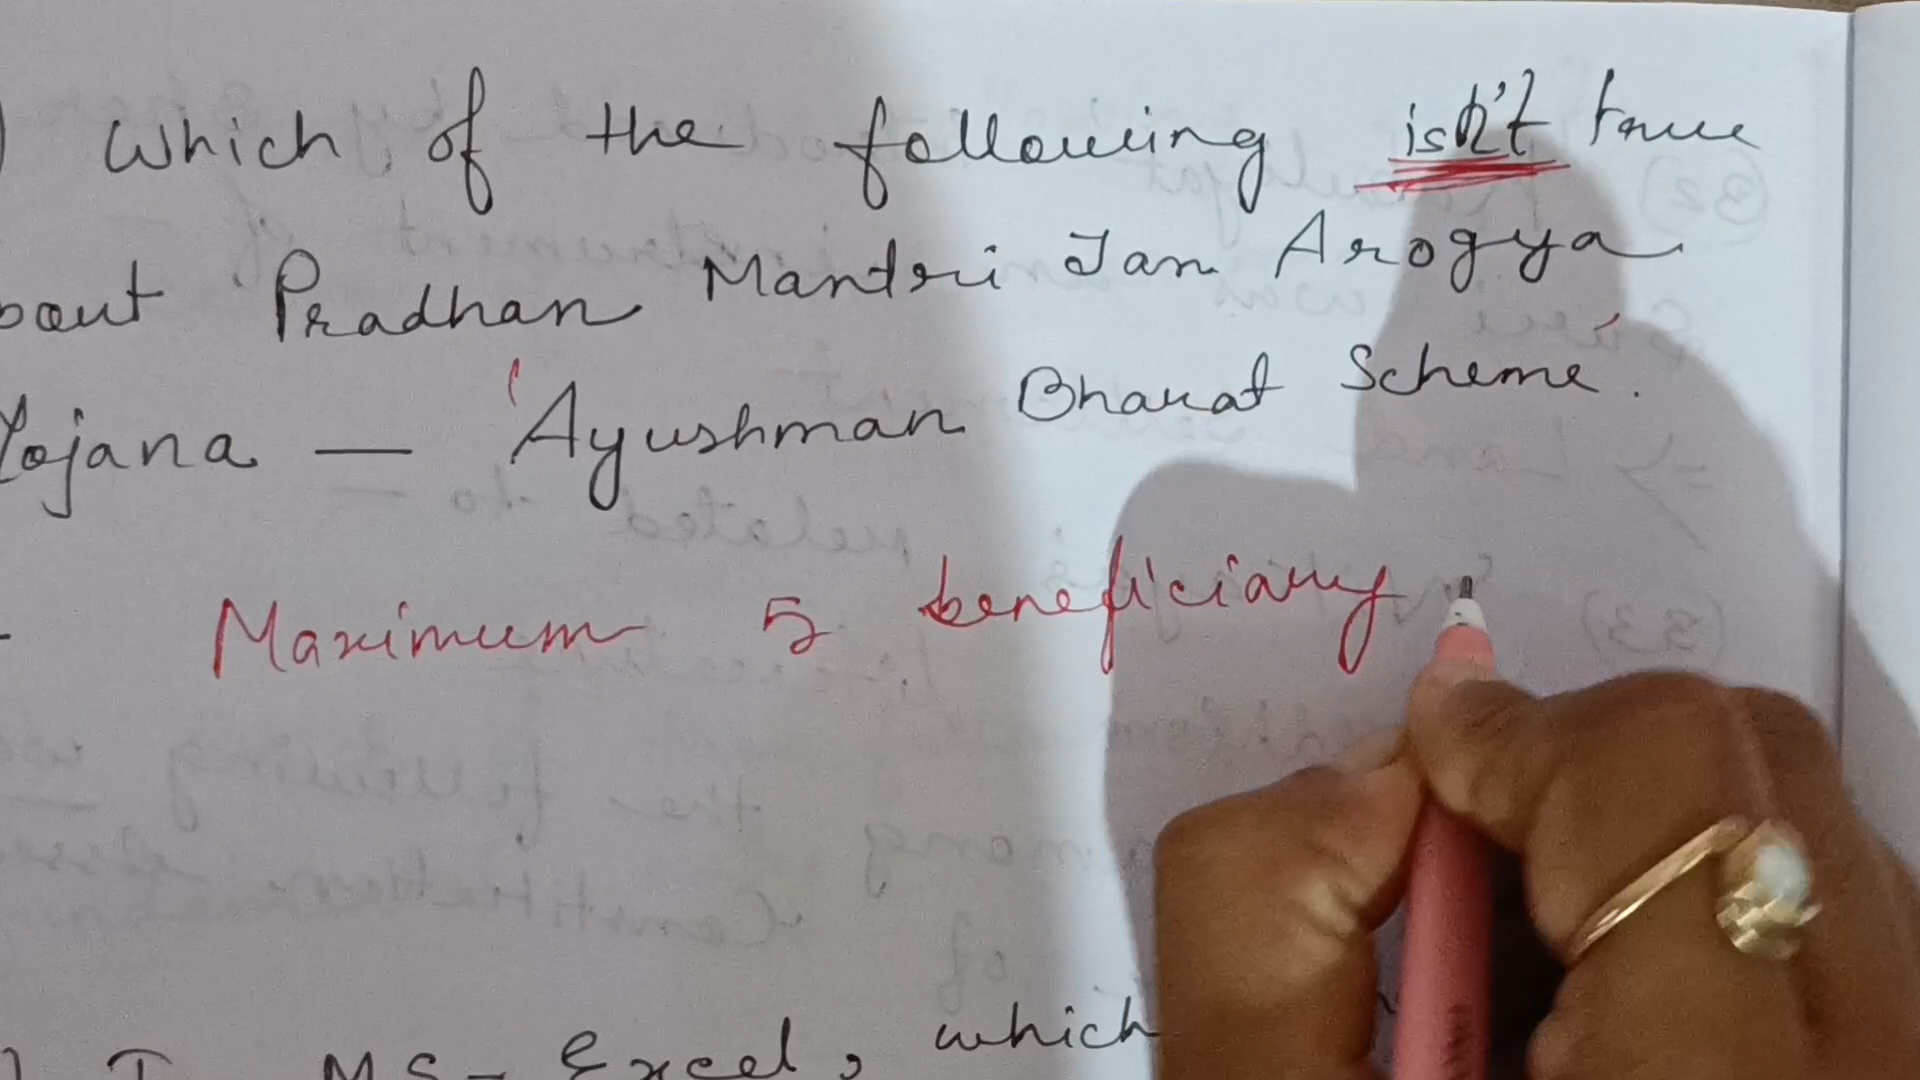 ) Which of the following isn't true
bout Pradhan Mantri Jan Arogya
Yojana — 'Ayushman Bharat Scheme.
- Maximum 5 beneficiary
) I MS-Excel, which